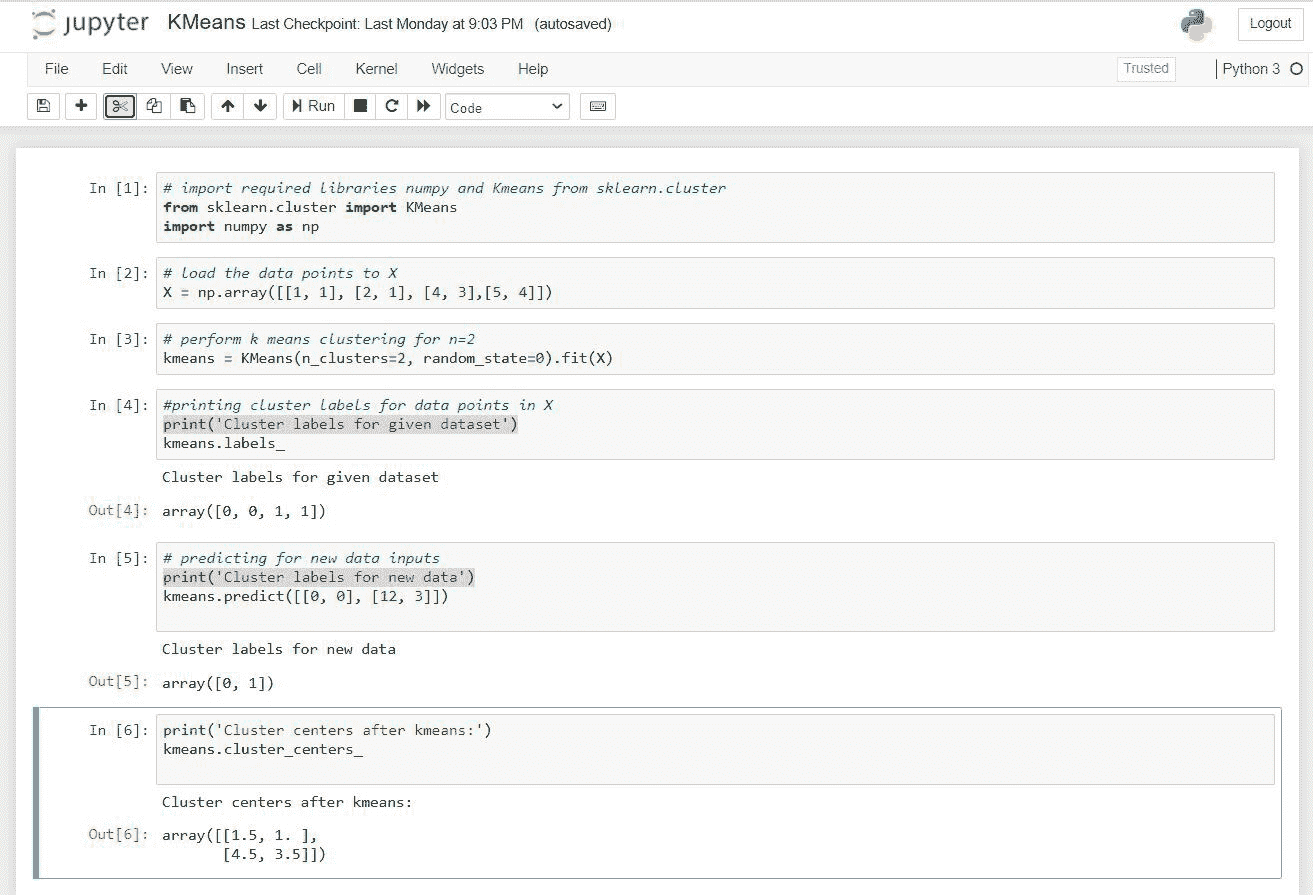 jupyter KMeans Last Checkpoint: Last Monday at 9:03 PM (autosaved) Logout
File Edit View Insert Cell Kernel Widgets Help Trusted Python 3
Run Code
In [1]: # import required libraries numpy and Kmeans from sklearn.cluster
from sklearn.cluster import KMeans
import numpy as np
In [2]: # load the data points to X
X = np.array([[1, 1], [2, 1], [4, 3],[5, 4]])
In [3]: # perform k means clustering for n=2
kmeans = KMeans(n_clusters=2, random_state=0).fit(X)
In [4]: #printing cluster labels for data points in X
print('Cluster labels for given dataset')
kmeans.labels_
Cluster labels for given dataset
Out[4]: array([0, 0, 1, 1])
In [5]: # predicting for new data inputs
print('Cluster labels for new data')
kmeans.predict([[0, 0], [12, 3]])
Cluster labels for new data
Out[5]: array([0, 1])
In [6]: print('Cluster centers after kmeans:')
kmeans.cluster_centers_
Cluster centers after kmeans:
Out[6]: array([[1.5, 1. ],
[4.5, 3.5]])